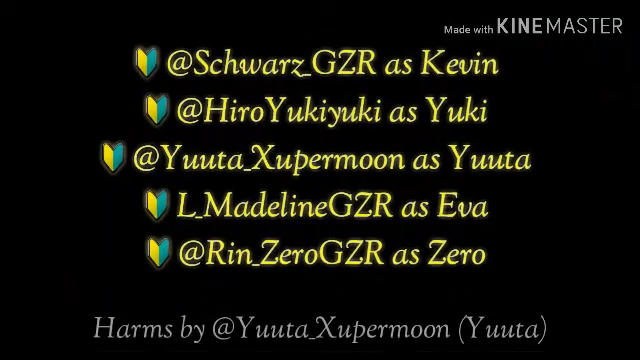 Made with KINEMASTER
🔰 @Schwarz_GZR as Kevin
🔰 @HiroYukiyuki as Yuki
🔰 @Yuuta_Xupermoon as Yuuta
🔰 L_MadelineGZR as Eva
🔰 @Rin_ZeroGZR as Zero
Harms by @Yuuta_Xupermoon (Yuuta)